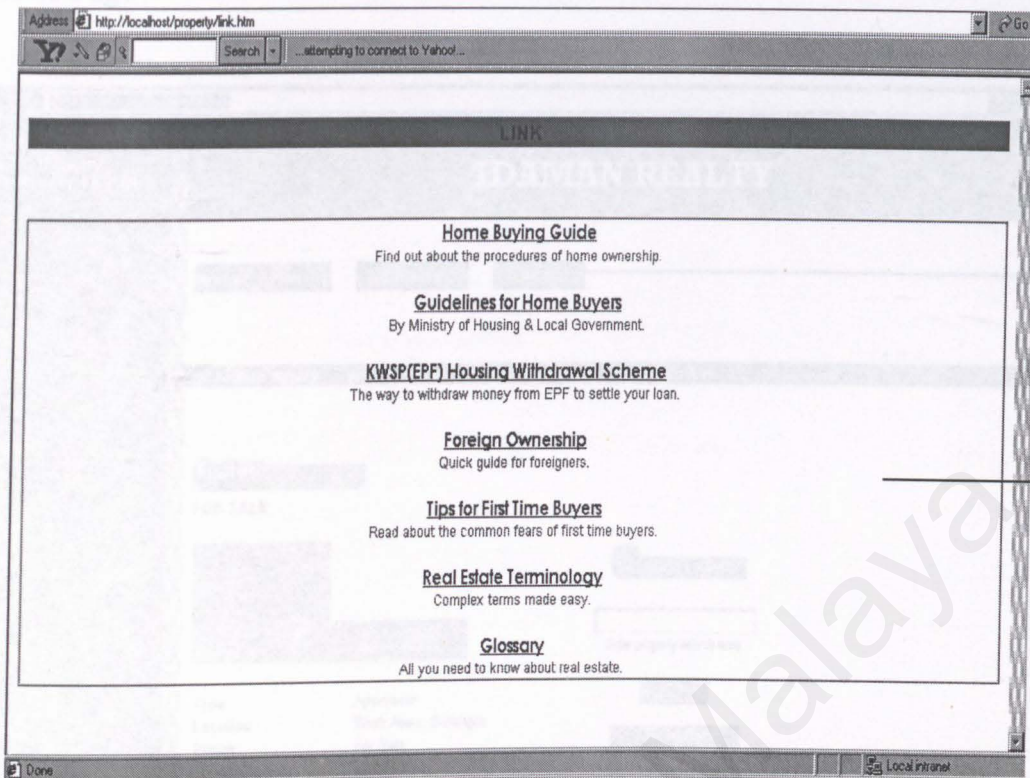 Address http://localhost/property/link.htm Go
Y? Search ...attempting to connect to Yahoo!...
LINK
IDAMAN REALTY
Home Buying Guide
Find out about the procedures of home ownership.
Guidelines for Home Buyers
By Ministry of Housing & Local Government.
KWSP(EPF) Housing Withdrawal Scheme
The way to withdraw money from EPF to settle your loan.
Foreign Ownership
Quick guide for foreigners.
Tips for First Time Buyers
Read about the common fears of first time buyers.
Real Estate Terminology
Complex terms made easy.
Glossary
All you need to know about real estate.
Malaya
Done Local intranet